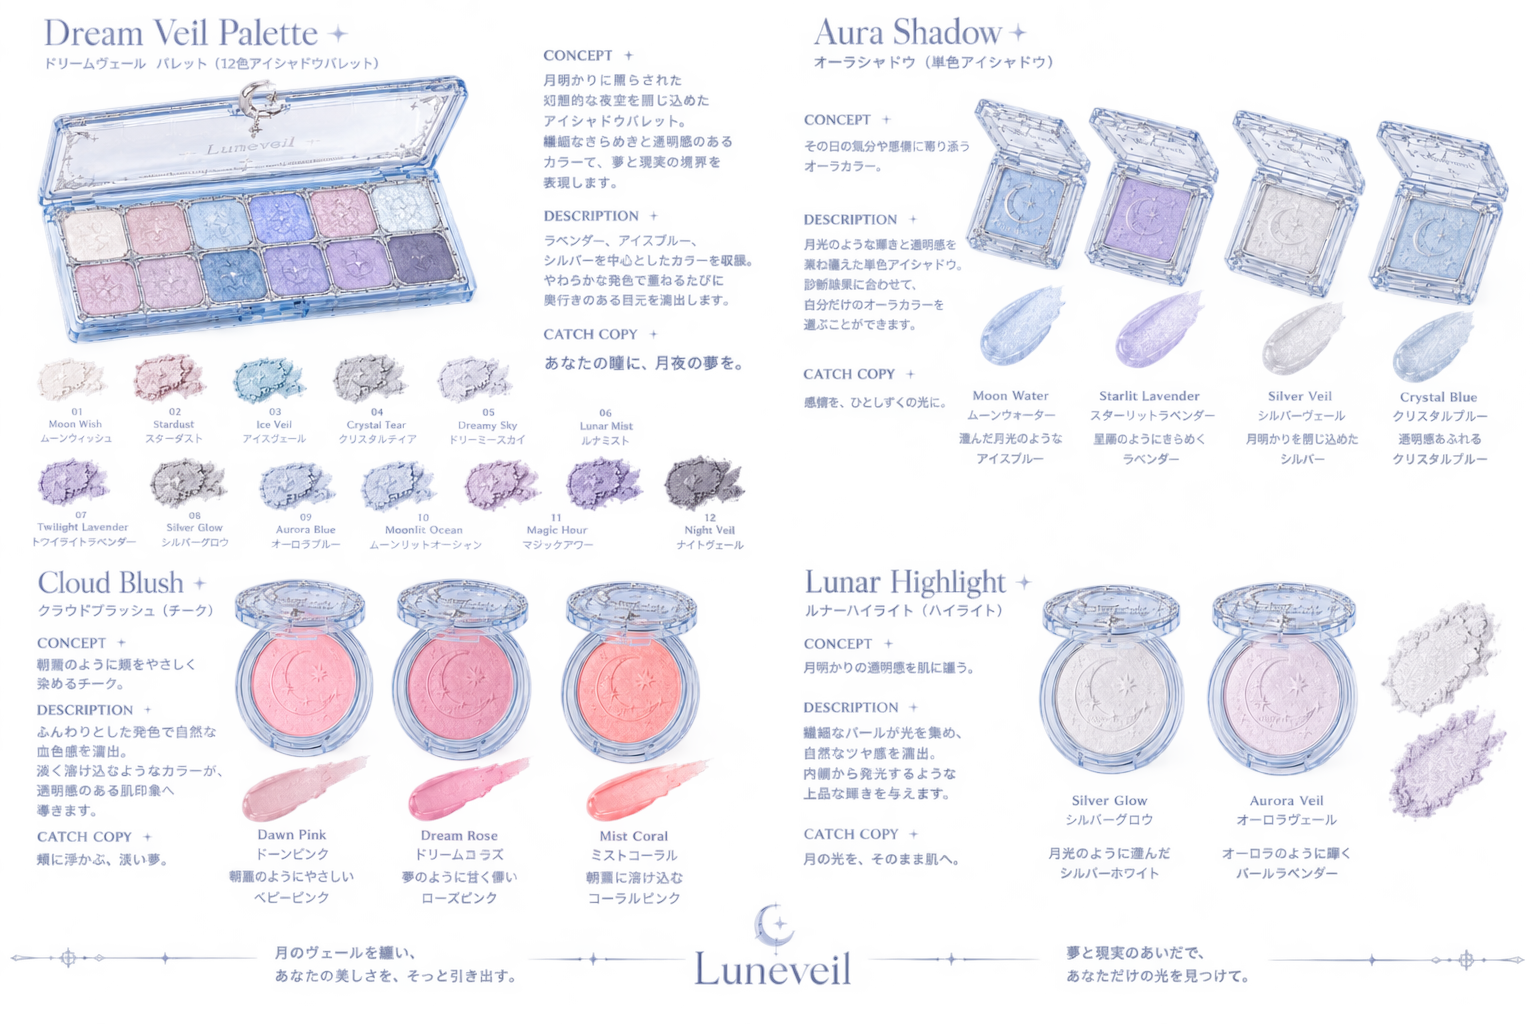 Dream Veil Palette
ドリームヴェール パレット（12色アイシャドウパレット）
Luneveil
CONCEPT
月明かりに照らされた
幻想的な夜空を閉じ込めた
アイシャドウパレット。
繊細なきらめきと透明感のある
カラーで、夢と現実の境界を
表現します。
DESCRIPTION
ラベンダー、アイスブルー、
シルバーを中心としたカラーを収録。
やわらかな発色で重ねるたびに
奥行きのある目元を演出します。
CATCH COPY
あなたの瞳に、月夜の夢を。
01
Moon Wish
ムーンウィッシュ
02
Stardust
スターダスト
03
Ice Veil
アイスヴェール
04
Crystal Tear
クリスタルティア
05
Dreamy Sky
ドリーミースカイ
06
Lunar Mist
ルナミスト
07
Twilight Lavender
トワイライトラベンダー
08
Silver Glow
シルバーグロウ
09
Aurora Blue
オーロラブルー
10
Moonlit Ocean
ムーンリットオーシャン
11
Magic Hour
マジックアワー
12
Night Veil
ナイトヴェール
Aura Shadow
オーラシャドウ（単色アイシャドウ）
CONCEPT
その日の気分や感情に寄り添う
オーラカラー。
DESCRIPTION
月光のような輝きと透明感を
兼ね備えた単色アイシャドウ。
診断結果に合わせて、
自分だけのオーラカラーを
選ぶことができます。
CATCH COPY
感情を、ひとしずくの光に。
Moon Water
ムーンウォーター
澄んだ月光のような
アイスブルー
Starlit Lavender
スターリットラベンダー
のようにきらめく
ラベンダー
Silver Veil
シルバーヴェール
月明かりを閉じ込めた
シルバー
Crystal Blue
クリスタルブルー
透明感あふれる
クリスタルブルー
Cloud Blush
クラウドブラッシュ（チーク）
CONCEPT
のように頬をやさしく
染めるチーク。
DESCRIPTION
ふんわりとした発色で自然な
血色感を演出。
淡く溶け込むようなカラーが、
透明感のある肌印象へ
導きます。
CATCH COPY
頬に浮かぶ、淡い夢。
Dawn Pink
ドーンピンク
のようにやさしい
ベビーピンク
Dream Rose
ドリームロラズ
夢のように甘く儚い
ローズピンク
Mist Coral
ミストコーラル
に溶け込む
コーラルピンク
Lunar Highlight
ルナーハイライト（ハイライト）
CONCEPT
月明かりの透明感を肌に纏う。
DESCRIPTION
繊細なパールが光を集め、
自然なツヤ感を演出。
内側から発光するような
上品な輝きを与えます。
CATCH COPY
月の光を、そのまま肌へ。
Silver Glow
シルバーグロウ
月光のように澄んだ
シルバーホワイト
Aurora Veil
オーロラヴェール
オーロラのように輝く
パールラベンダー
月のヴェールを纏い、
あなたの美しさを、そっと引き出す。
Luneveil
夢と現実のあいだで、
あなただけの光を見つけて。